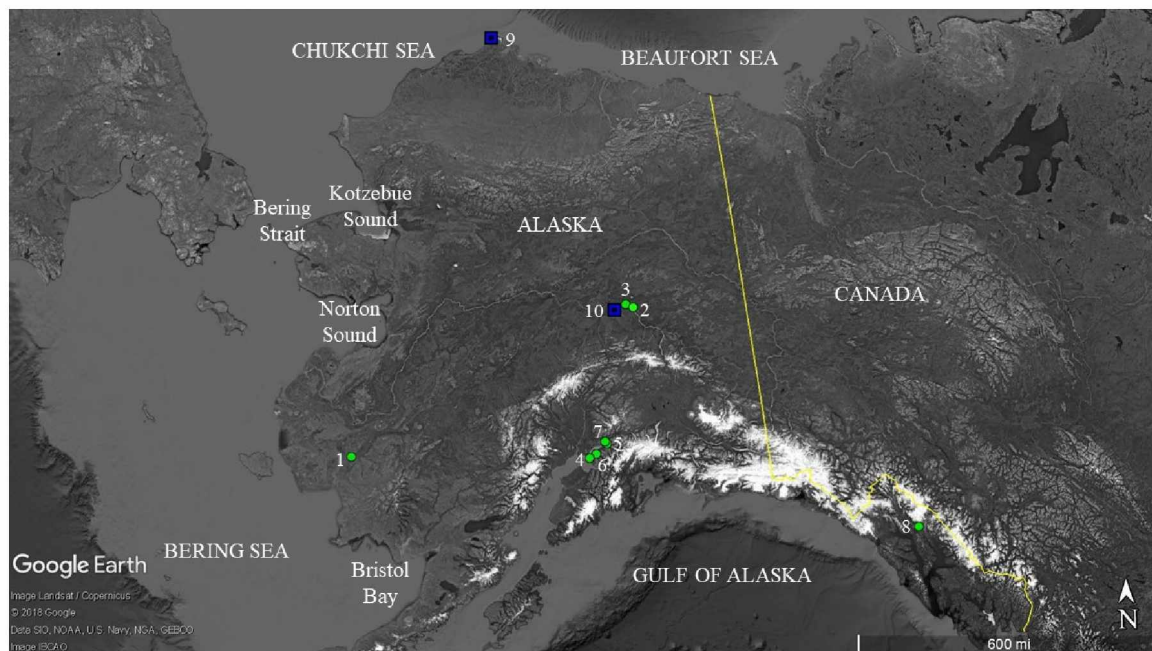 CHUKCHI SEA
9
BEAUFORT SEA
Kotzebue
Sound
Bering
Strait
ALASKA
CANADA
3
10
2
Norton
Sound
7
5
4
6
1
8
BERING SEA
Bristol
Bay
GULF OF ALASKA
Google Earth
Image Landsat / Copernicus
© 2018 Google
Data SIO, NOAA, U.S. Navy, NGA, GEBCO
Image IBCAO
N
600 mi